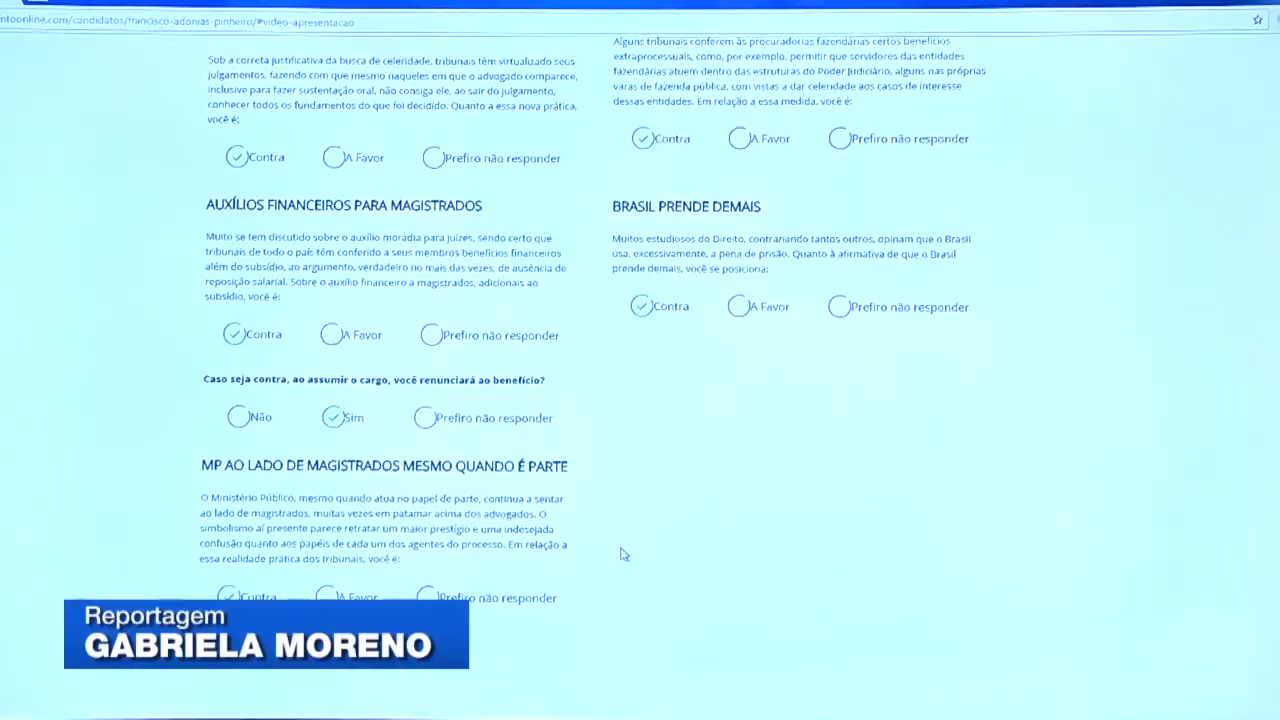 ntoonline.com/candidatos/francisco-adonias-pinheiro/#video-apresentacao
Sob a correta justificativa da busca de celeridade, tribunais têm virtualizado seus
julgamentos, fazendo com que mesmo naqueles em que o advogado comparece,
inclusive para fazer sustentação oral, não consiga ele, ao sair do julgamento,
conhecer todos os fundamentos do que foi decidido. Quanto a essa nova prática,
você é:
Contra A Favor Prefiro não responder
AUXÍLIOS FINANCEIROS PARA MAGISTRADOS
Muito se tem discutido sobre o auxílio moradia para juízes, sendo certo que
tribunais de todo o país têm conferido a seus membros benefícios financeiros
além do subsídio, ao argumento, verdadeiro no mais das vezes, de ausência de
reposição salarial. Sobre o auxílio financeiro a magistrados, adicionais ao
subsídio, você é:
Contra A Favor Prefiro não responder
Caso seja contra, ao assumir o cargo, você renunciará ao benefício?
Não Sim Prefiro não responder
MP AO LADO DE MAGISTRADOS MESMO QUANDO É PARTE
O Ministério Público, mesmo quando atua no papel de parte, continua a sentar
ao lado de magistrados, muitas vezes em patamar acima dos advogados. O
simbolismo aí presente parece retratar um maior prestígio e uma indesejada
confusão quanto aos papéis de cada um dos agentes do processo. Em relação a
essa realidade prática dos tribunais, você é:
Contra A Favor Prefiro não responder
Alguns tribunais conferem às procuradorias fazendárias certos benefícios
extraprocessuais, como, por exemplo, permitir que servidores das entidades
fazendárias atuem dentro das estruturas do Poder Judiciário, alguns nas próprias
varas de fazenda pública, com vistas a dar celeridade aos casos de interesse
dessas entidades. Em relação a essa medida, você é:
Contra A Favor Prefiro não responder
BRASIL PRENDE DEMAIS
Muitos estudiosos do Direito, contrariando tantos outros, opinam que o Brasil
usa, excessivamente, a pena de prisão. Quanto à afirmativa de que o Brasil
prende demais, você se posiciona:
Contra A Favor Prefiro não responder
Reportagem
GABRIELA MORENO